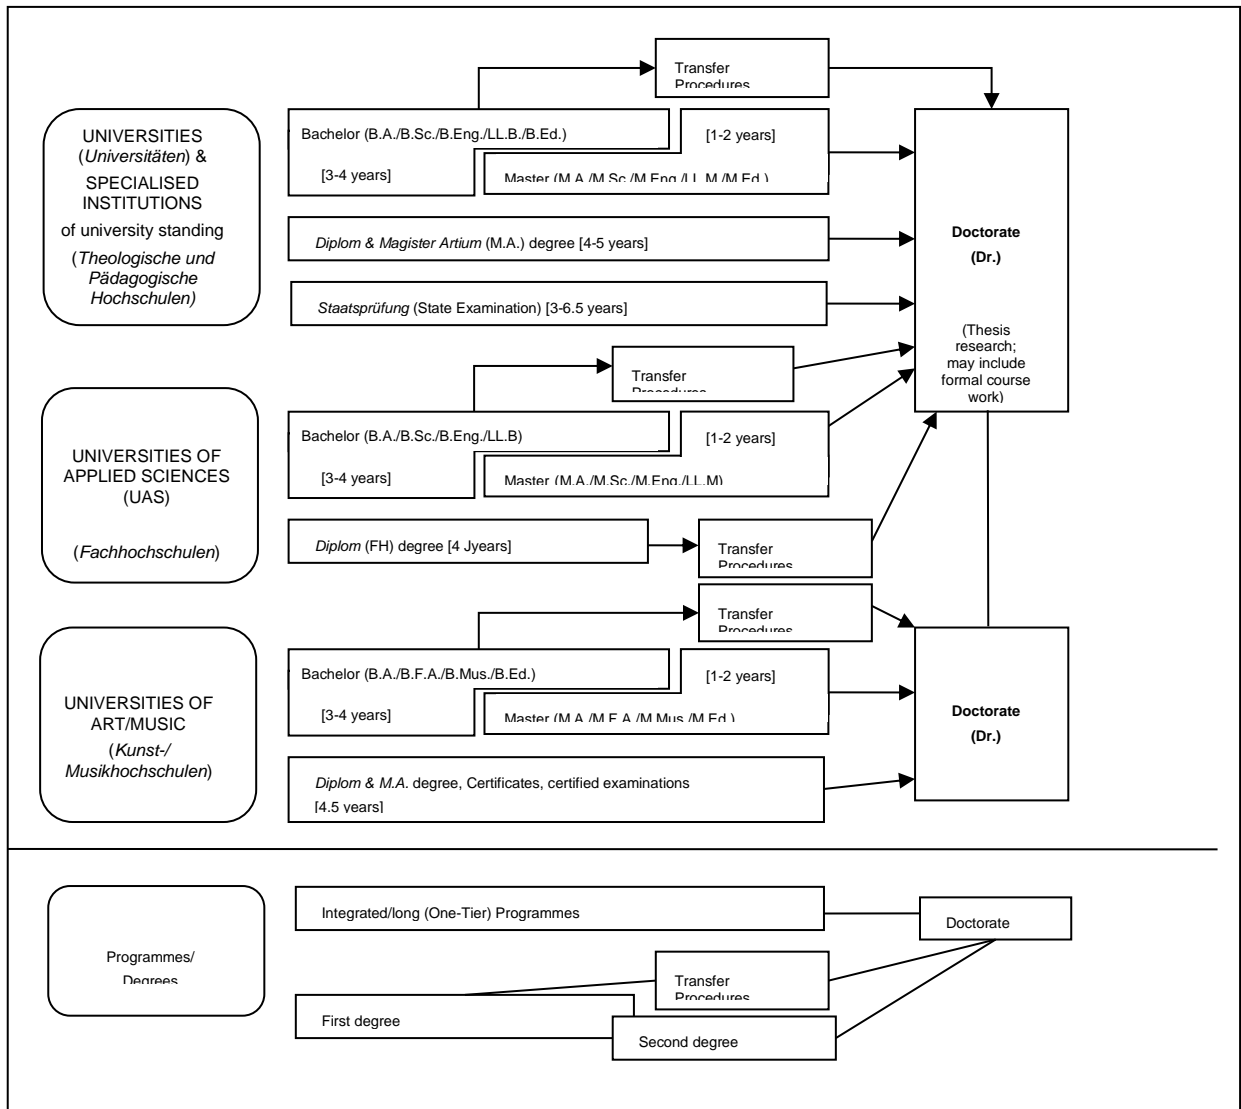 Transfer
Procedures
UNIVERSITIES
(Universitäten) &
SPECIALISED
INSTITUTIONS
of university standing
(Theologische und
Pädagogische
Hochschulen)
Bachelor (B.A./B.Sc./B.Eng./LL.B./B.Ed.)
[3-4 years]
[1-2 years]
Master (M.A./M.Sc./M.Eng./LL.M./M.Ed.)
Diplom & Magister Artium (M.A.) degree [4-5 years]
Staatsprüfung (State Examination) [3-6.5 years]
Doctorate
(Dr.)
(Thesis
research;
may include
formal course
work)
Transfer
Procedures
UNIVERSITIES OF
APPLIED SCIENCES
(UAS)
(Fachhochschulen)
Bachelor (B.A./B.Sc./B.Eng./LL.B)
[3-4 years]
[1-2 years]
Master (M.A./M.Sc./M.Eng./LL.M)
Diplom (FH) degree [4 Jyears]
Transfer
Procedures
Transfer
Procedures
UNIVERSITIES OF
ART/MUSIC
(Kunst-/
Musikhochschulen)
Bachelor (B.A./B.F.A./B.Mus./B.Ed.)
[3-4 years]
[1-2 years]
Master (M.A./M.F.A./M.Mus./M.Ed.)
Diplom & M.A. degree, Certificates, certified examinations
[4.5 years]
Doctorate
(Dr.)
Programmes/
Degrees
Integrated/long (One-Tier) Programmes
Doctorate
Transfer
Procedures
First degree
Second degree